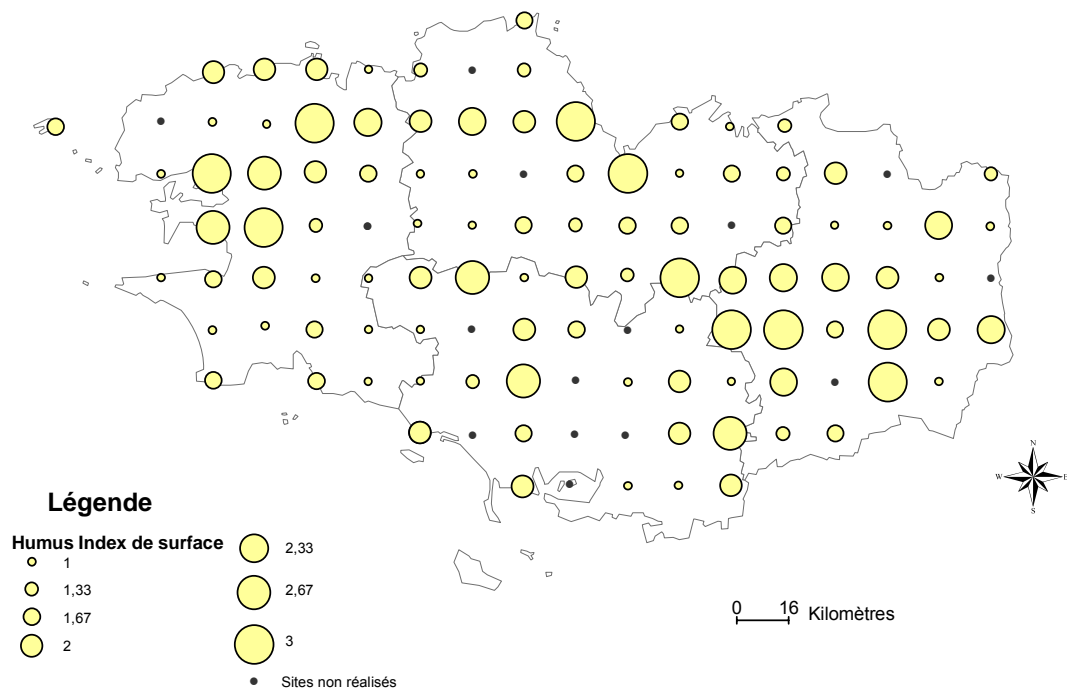 N
W
E
S
Légende
Humus Index de surface
1
1,33
1,67
2
2,33
2,67
3
Sites non réalisés
0 16 Kilomètres